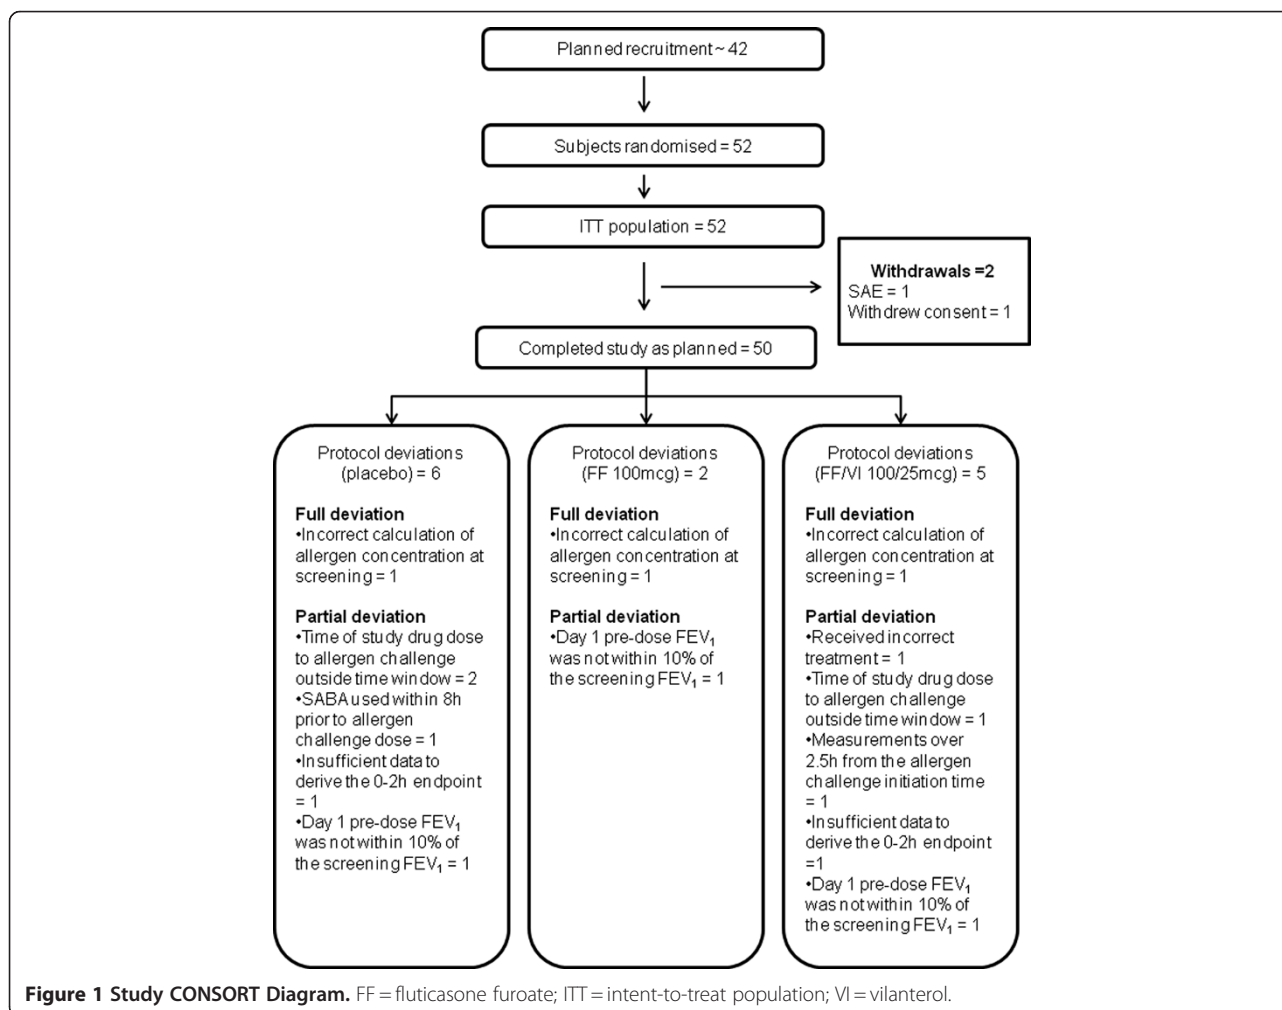 Planned recruitment ~ 42
Subjects randomised = 52
ITT population = 52
Withdrawals =2
SAE = 1
Withdrew consent = 1
Completed study as planned = 50
Protocol deviations
(placebo) = 6
Full deviation
•Incorrect calculation of
allergen concentration at
screening = 1
Partial deviation
•Time of study drug dose
to allergen challenge
outside time window = 2
•SABA used within 8h
prior to allergen
challenge dose = 1
•Insufficient data to
derive the 0-2h endpoint
= 1
•Day 1 pre-dose FEV₁
was not within 10% of
the screening FEV₁ = 1
Protocol deviations
(FF 100mcg) = 2
Full deviation
•Incorrect calculation of
allergen concentration at
screening = 1
Partial deviation
•Day 1 pre-dose FEV₁
was not within 10% of
the screening FEV₁ = 1
Protocol deviations
(FF/VI 100/25mcg) = 5
Full deviation
•Incorrect calculation of
allergen concentration at
screening = 1
Partial deviation
•Received incorrect
treatment = 1
•Time of study drug dose
to allergen challenge
outside time window = 1
•Measurements over
2.5h from the allergen
challenge initiation time
= 1
•Insufficient data to
derive the 0-2h endpoint
=1
•Day 1 pre-dose FEV₁
was not within 10% of
the screening FEV₁ = 1
Figure 1 Study CONSORT Diagram. FF = fluticasone furoate; ITT = intent-to-treat population; VI = vilanterol.